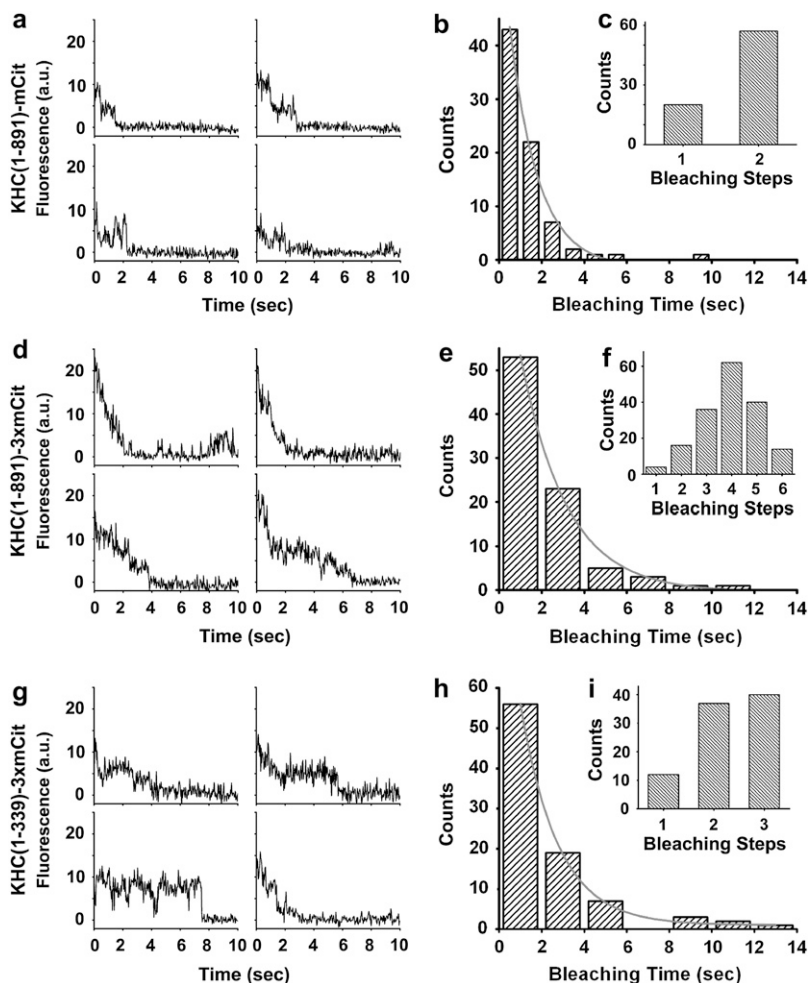 a
KHC(1-891)-mCit
Fluorescence (a.u.)
20
10
0
20
10
0
0 2 4 6 8 10
0 2 4 6 8 10
Time (sec)
b
Counts
40
30
20
10
0
0 2 4 6 8 10 12 14
Bleaching Time (sec)
c
Counts
60
30
0
1 2
Bleaching Steps
d
KHC(1-891)-3xmCit
Fluorescence (a.u.)
20
10
0
20
10
0
0 2 4 6 8 10
0 2 4 6 8 10
Time (sec)
e
Counts
50
40
30
20
10
0
0 2 4 6 8 10 12 14
Bleaching Time (sec)
f
Counts
60
40
20
0
1 2 3 4 5 6
Bleaching Steps
g
KHC(1-339)-3xmCit
Fluorescence (a.u.)
20
10
0
20
10
0
0 2 4 6 8 10
0 2 4 6 8 10
Time (sec)
h
Counts
60
50
40
30
20
10
0
0 2 4 6 8 10 12 14
Bleaching Time (sec)
i
Counts
40
30
20
10
0
1 2 3
Bleaching Steps